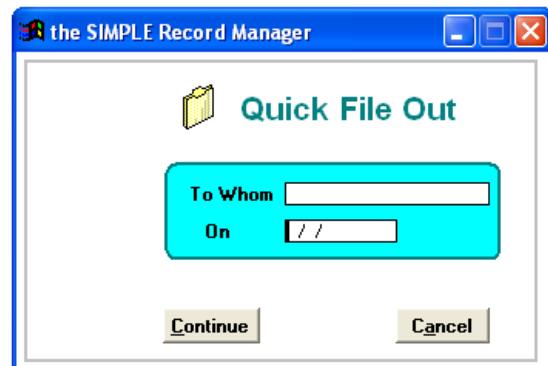 the SIMPLE Record Manager
Quick File Out
To Whom
On / /
Continue Cancel